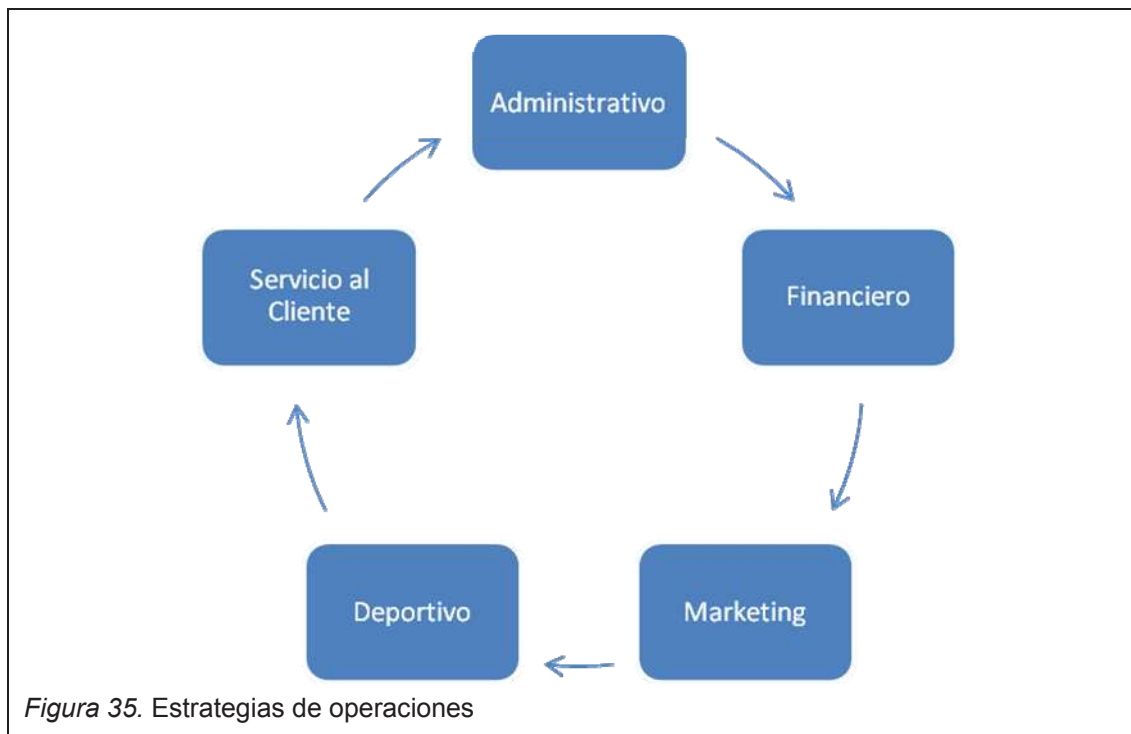 Administrativo
Servicio al
Cliente
Financiero
Deportivo
Marketing
Figura 35. Estrategias de operaciones